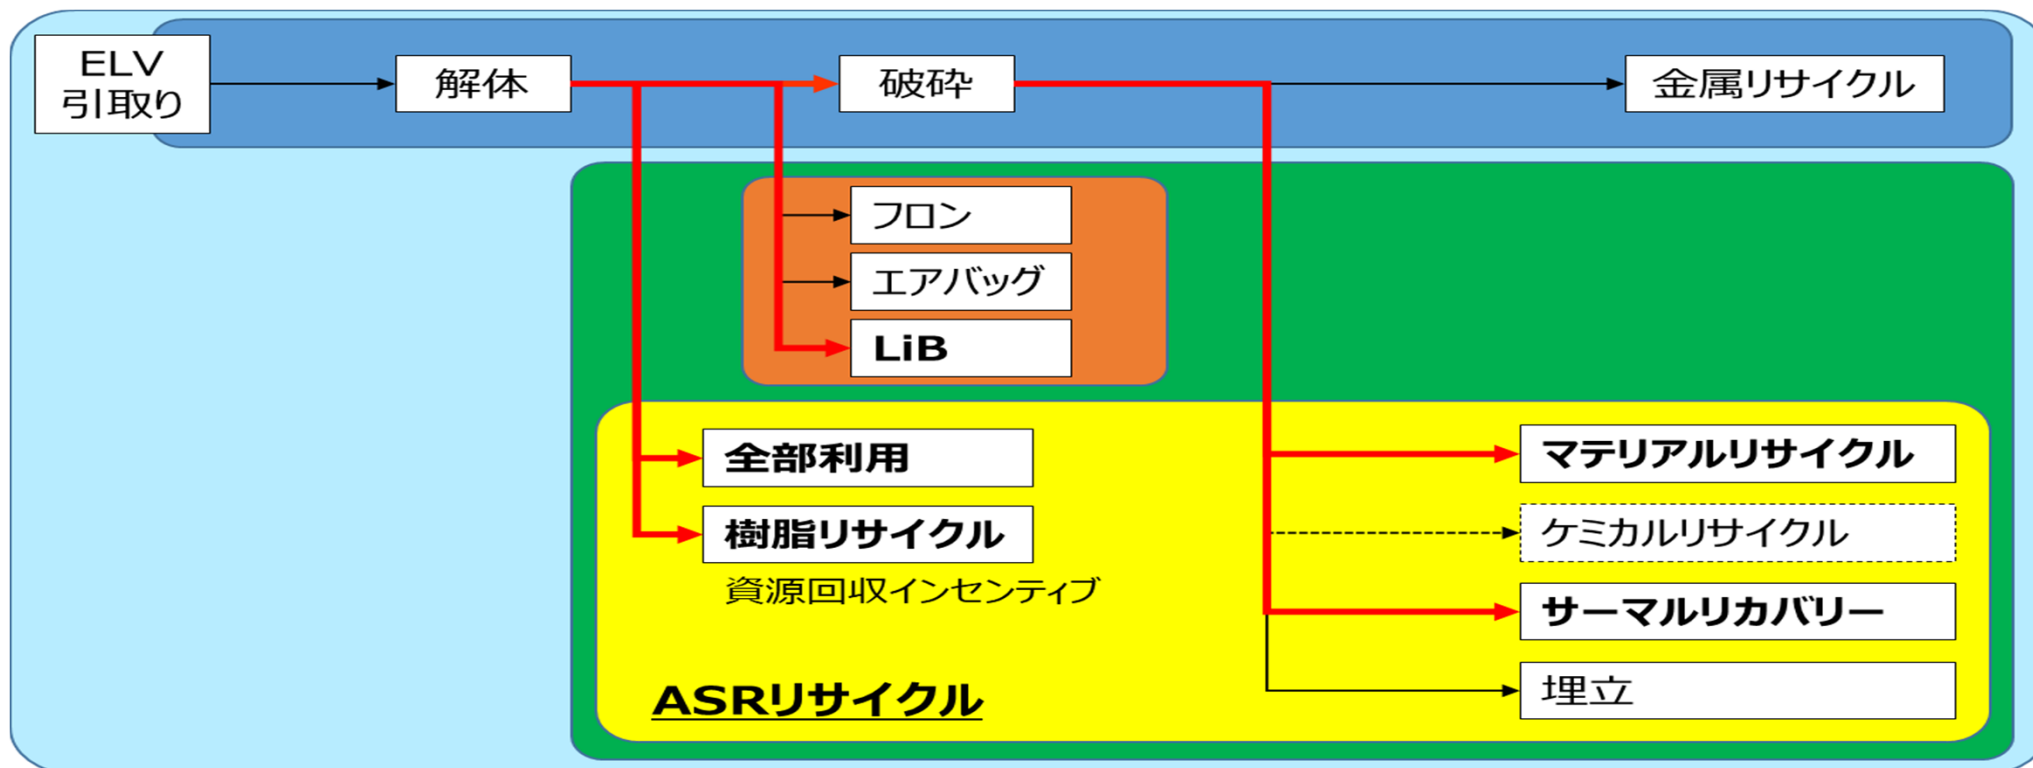 ELV
引取り
解体
破砕
金属リサイクル
フロン
エアバッグ
LiB
全部利用
樹脂リサイクル
資源回収インセンティブ
マテリアルリサイクル
ケミカルリサイクル
サーマルリカバリー
埋立
ASRリサイクル